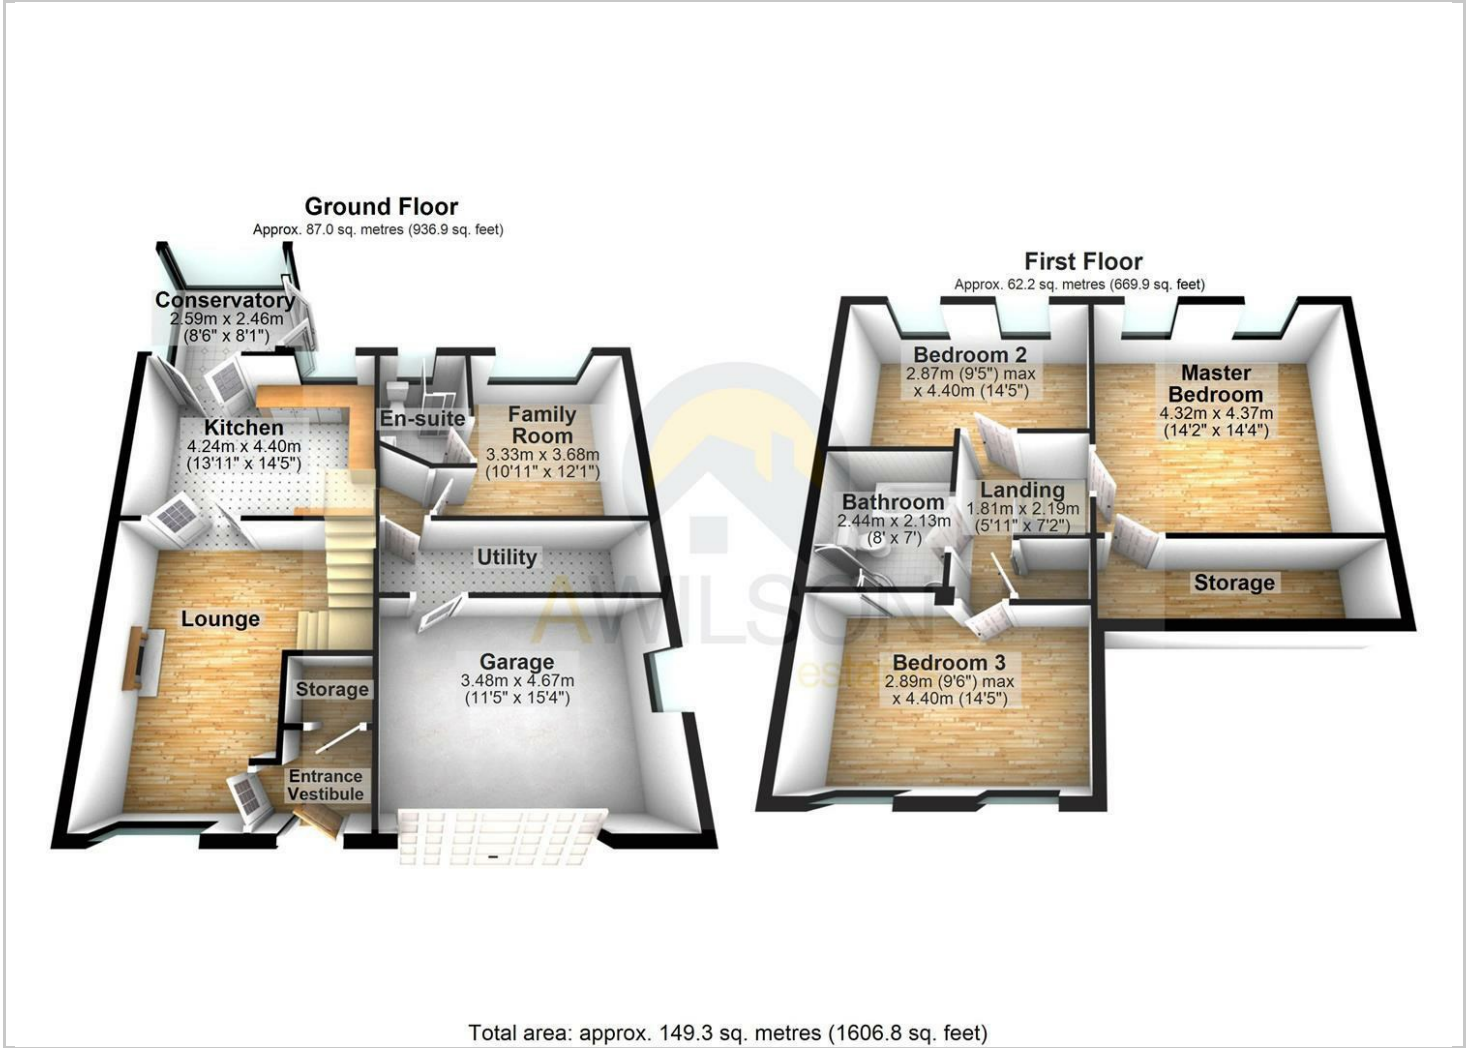 Ground Floor
Approx. 87.0 sq. metres (936.9 sq. feet)
Conservatory
2.59m x 2.46m
(8'6" x 8'1")
Kitchen
4.24m x 4.40m
(13'11" x 14'5")
En-suite
Family
Room
3.33m x 3.68m
(10'11" x 12'1")
Utility
Lounge
Storage
Garage
3.48m x 4.67m
(11'5" x 15'4")
Entrance
Vestibule
First Floor
Approx. 62.2 sq. metres (669.9 sq. feet)
Bedroom 2
2.87m (9'5") max
x 4.40m (14'5")
Master
Bedroom
4.32m x 4.37m
(14'2" x 14'4")
Bathroom
2.44m x 2.13m
(8' x 7')
Landing
1.81m x 2.19m
(5'11" x 7'2")
Storage
Bedroom 3
2.89m (9'6") max
x 4.40m (14'5")
AWILSON
Total area: approx. 149.3 sq. metres (1606.8 sq. feet)